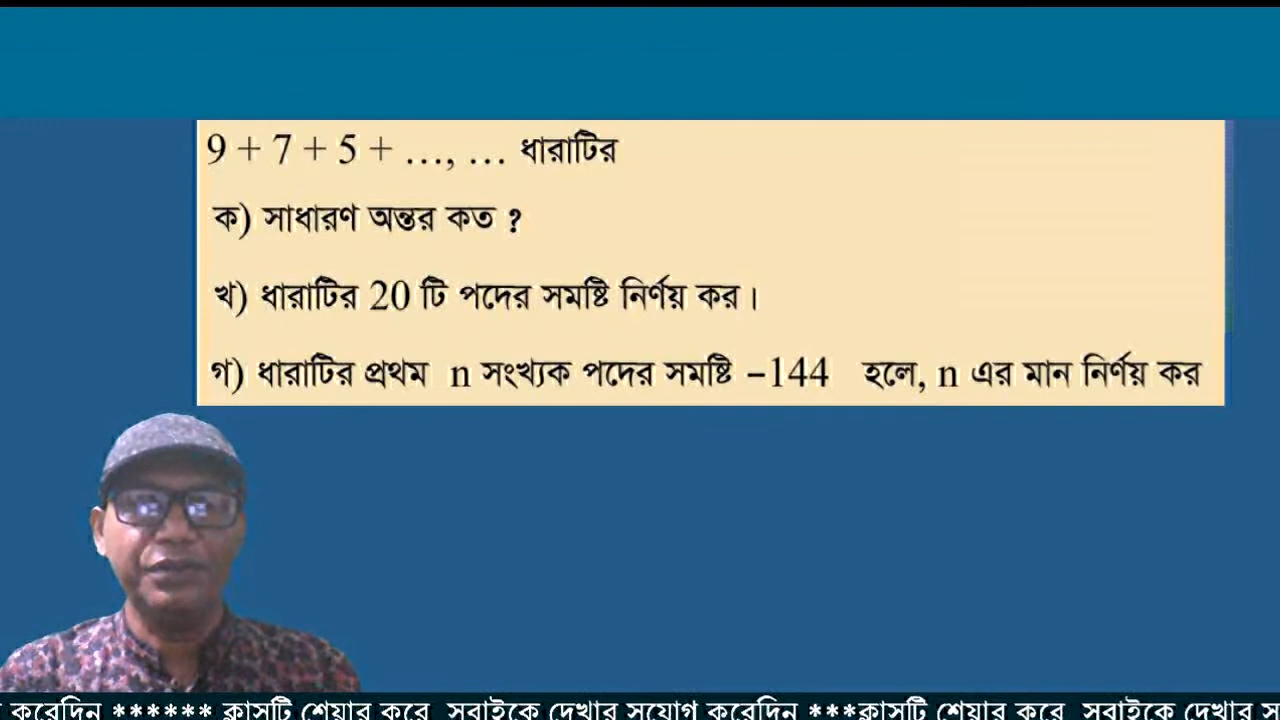 9 + 7 + 5 + …, … ধারাটির
ক) সাধারণ অন্তর কত ?
খ) ধারাটির 20 টি পদের সমষ্টি নির্ণয় কর।
গ) ধারাটির প্রথম n সংখ্যক পদের সমষ্টি –144 হলে, n এর মান নির্ণয় কর
করেদিন ****** ক্লাসটি শেয়ার করে সবাইকে দেখার সযোগ করেদিন ***ক্লাসটি শেয়ার করে সবাইকে দেখার